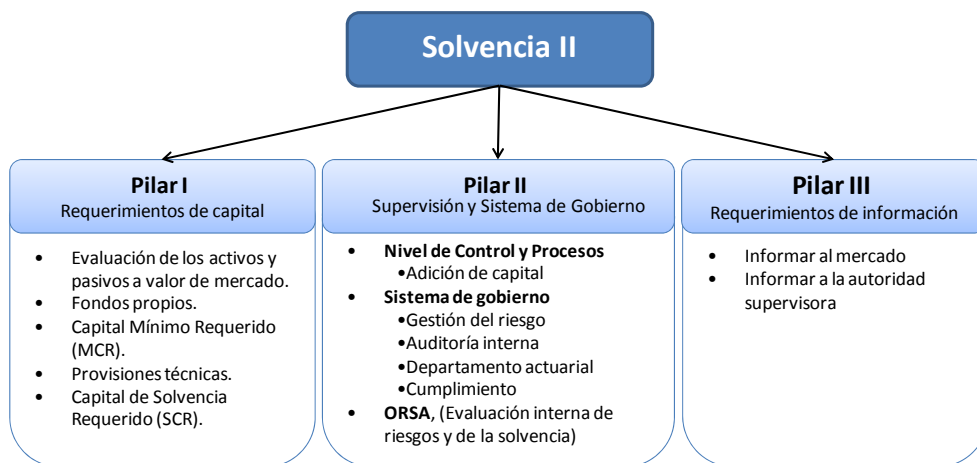 Solvencia II
Pilar I
Requerimientos de capital
• Evaluación de los activos y
pasivos a valor de mercado.
• Fondos propios.
• Capital Mínimo Requerido
(MCR).
• Provisiones técnicas.
• Capital de Solvencia
Requerido (SCR).
Pilar II
Supervisión y Sistema de Gobierno
• Nivel de Control y Procesos
•Adición de capital
• Sistema de gobierno
•Gestión del riesgo
•Auditoría interna
•Departamento actuarial
•Cumplimiento
• ORSA, (Evaluación interna de
riesgos y de la solvencia)
Pilar III
Requerimientos de información
• Informar al mercado
• Informar a la autoridad
supervisora